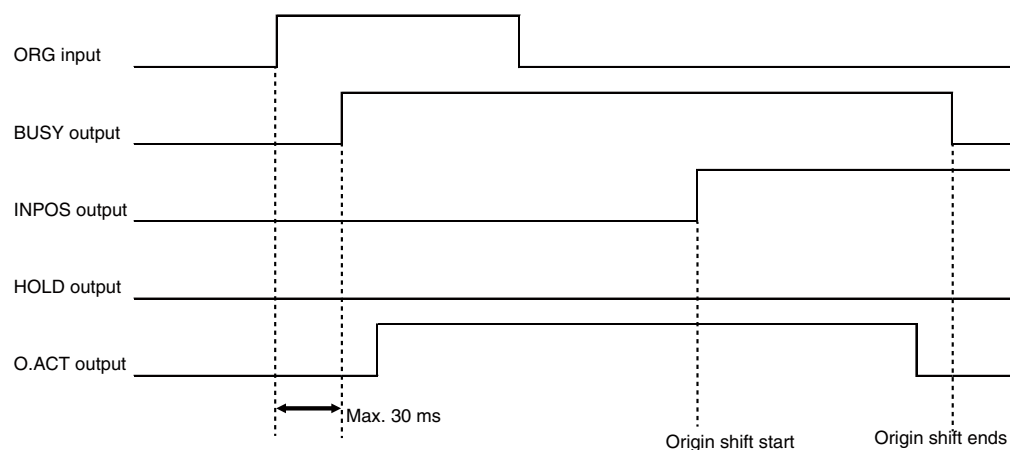 ORG input
BUSY output
INPOS output
HOLD output
O.ACT output
Max. 30 ms
Origin shift start
Origin shift ends